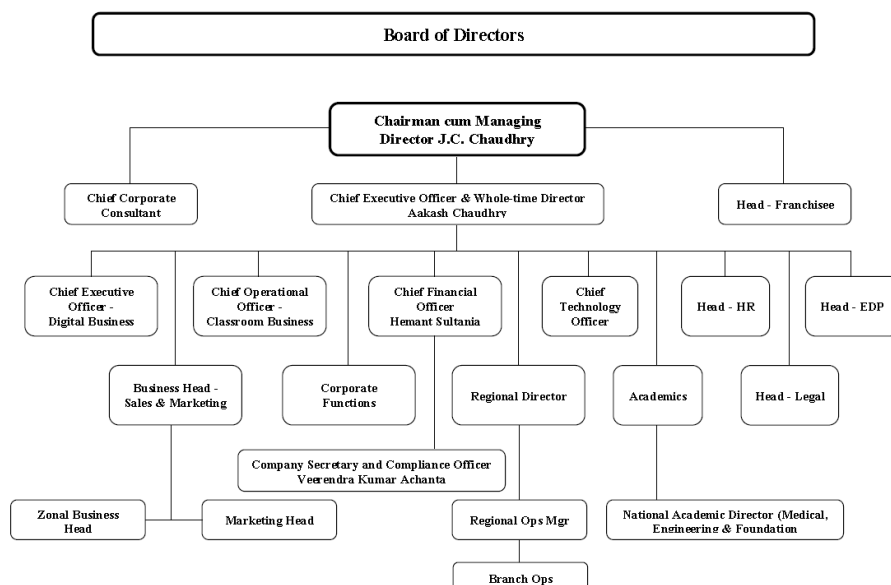 Board of Directors
Chairman cum Managing
Director J.C. Chaudhry
Chief Corporate
Consultant
Chief Executive Officer & Whole-time Director
Aakash Chaudhry
Head - Franchisee
Chief Executive
Officer -
Digital Business
Chief Operational
Officer -
Classroom Business
Chief Financial
Officer
Hemant Sultania
Chief
Technology
Officer
Head - HR
Head - EDP
Business Head -
Sales & Marketing
Corporate
Functions
Regional Director
Academics
Head - Legal
Company Secretary and Compliance Officer
Veerendra Kumar Achanta
Zonal Business
Head
Marketing Head
Regional Ops Mgr
National Academic Director (Medical,
Engineering & Foundation
Branch Ops